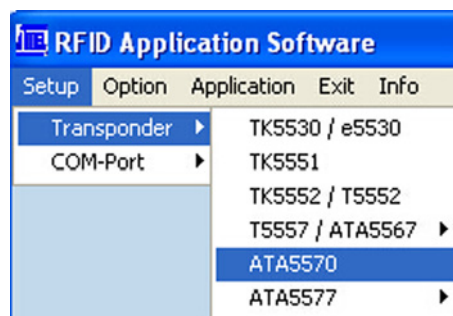 RFID Application Software
Setup Option Application Exit Info
Transponder
COM-Port
TK5530 / e5530
TK5551
TK5552 / T5552
T5557 / ATA5567
ATA5570
ATA5577